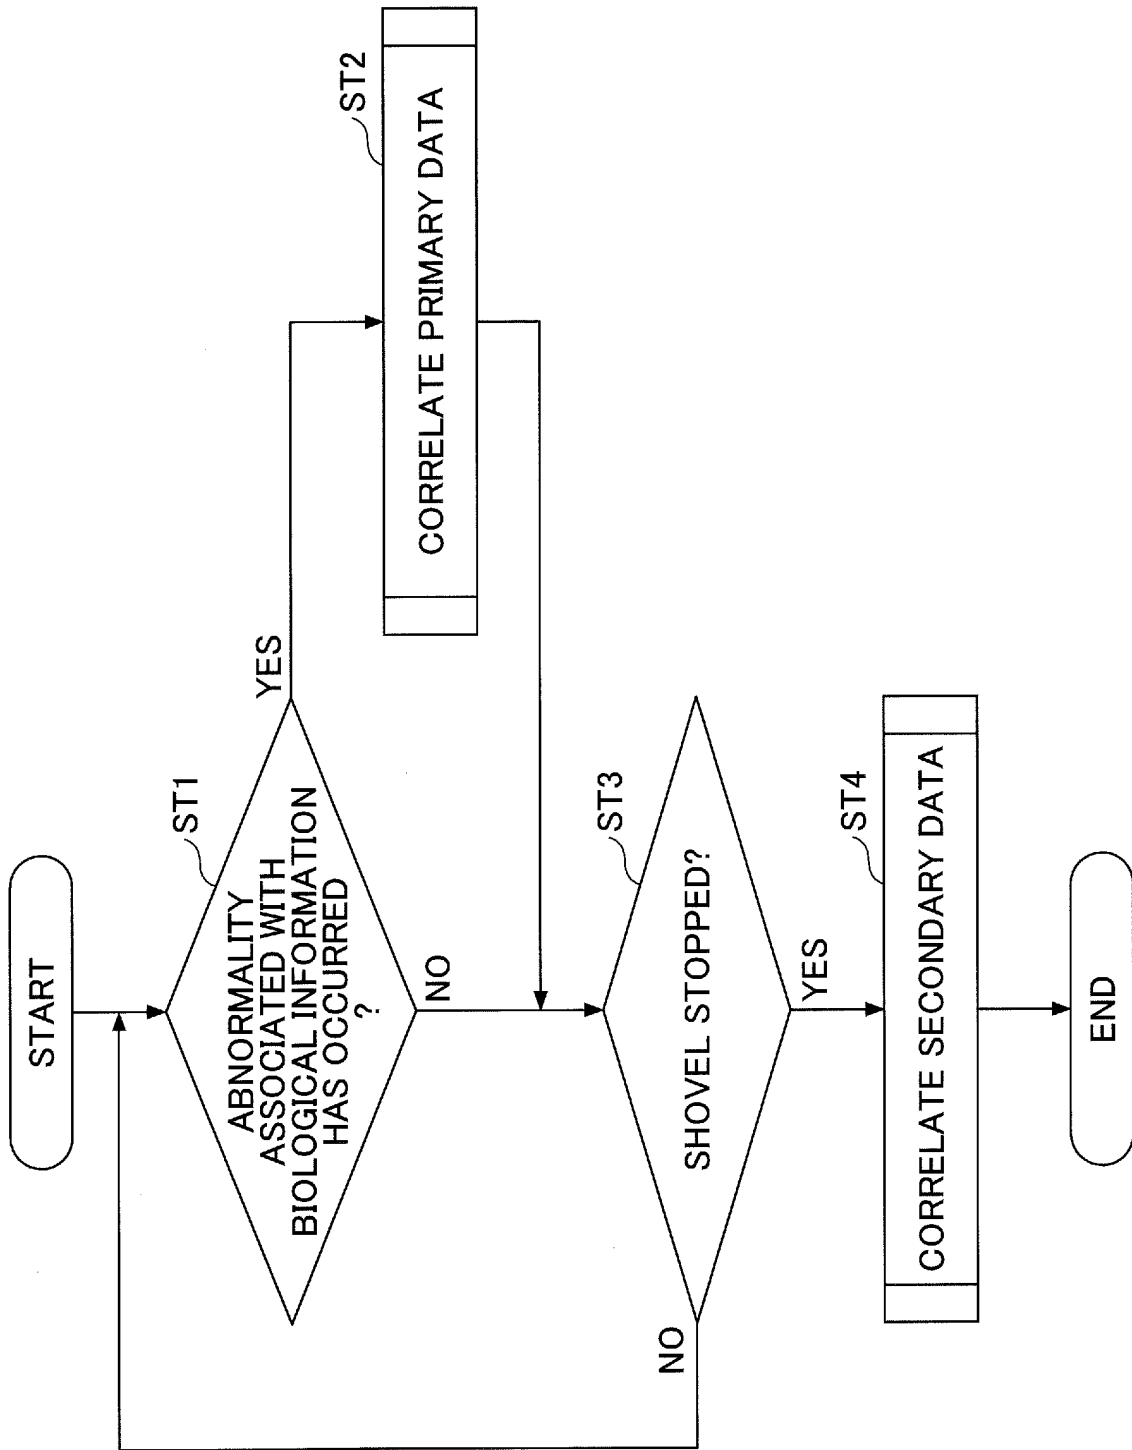 START
ST1
ABNORMALITY
ASSOCIATED WITH
BIOLOGICAL INFORMATION
HAS OCCURRED
?
YES
NO
ST2
CORRELATE PRIMARY DATA
ST3
SHOVEL STOPPED?
NO
YES
ST4
CORRELATE SECONDARY DATA
END